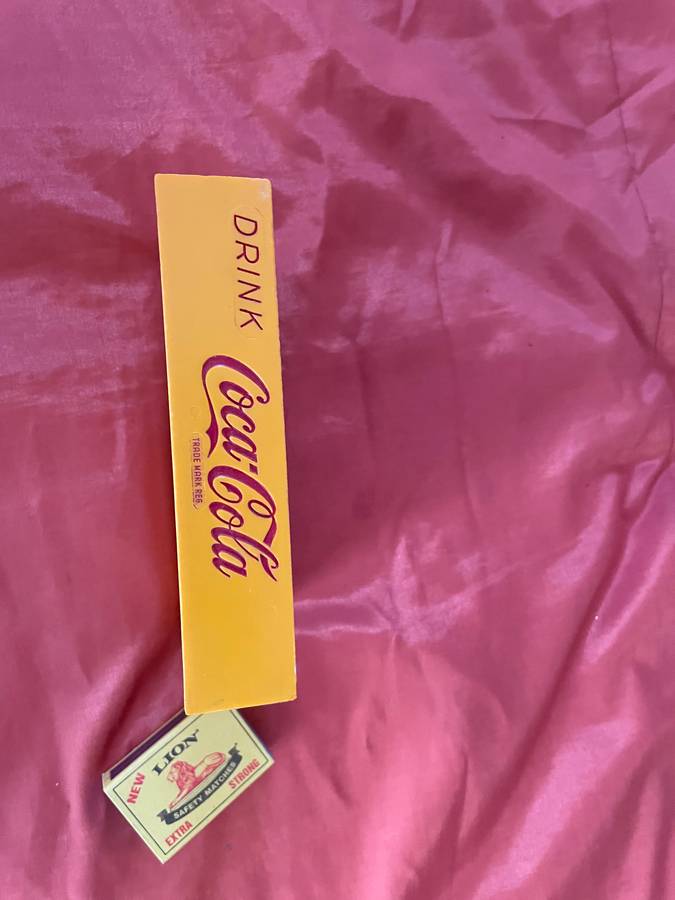 DRINK
Coca-Cola
TRADE MARK REG
NEW
LION
SAFETY MATCHES
EXTRA
STRONG